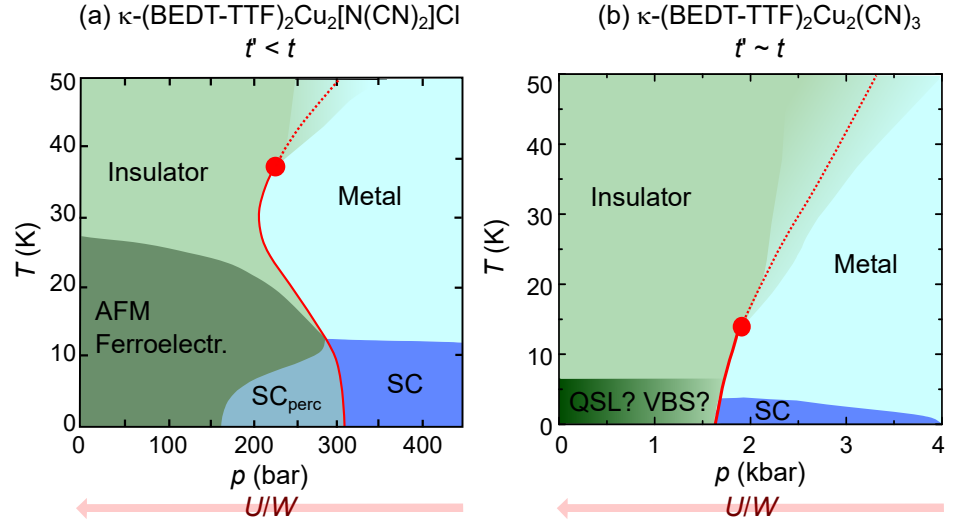 (a) κ-(BEDT-TTF)₂Cu₂[N(CN)₂]Cl
t' < t
50
40
30
20
10
0
T (K)
Insulator
Metal
AFM
Ferroelectr.
SCperc
SC
0
100
200
300
400
p (bar)
U/W
(b) κ-(BEDT-TTF)₂Cu₂(CN)₃
t' ~ t
50
40
30
20
10
0
T (K)
Insulator
Metal
QSL? VBS?
SC
0
1
2
3
4
p (kbar)
U/W